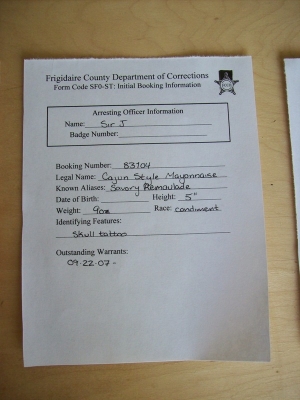 Frigidaire County Department of Corrections
Form Code SF0-ST: Initial Booking Information
Arresting Officer Information
Name: Sir J
Badge Number:
Booking Number: 83704
Legal Name: Cajun Style Mayonnaise
Known Aliases: Savory Remoulade
Date of Birth: Height: 5"
Weight: 9oz Race: condiment
Identifying Features:
Skull tattoo
Outstanding Warrants:
09-22-07-